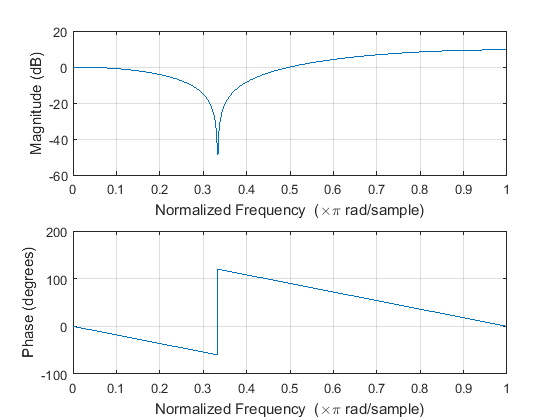 20
0
-20
-40
-60
Magnitude (dB)
0 0.1 0.2 0.3 0.4 0.5 0.6 0.7 0.8 0.9 1
Normalized Frequency (×π rad/sample)
200
100
0
-100
Phase (degrees)
0 0.1 0.2 0.3 0.4 0.5 0.6 0.7 0.8 0.9 1
Normalized Frequency (×π rad/sample)